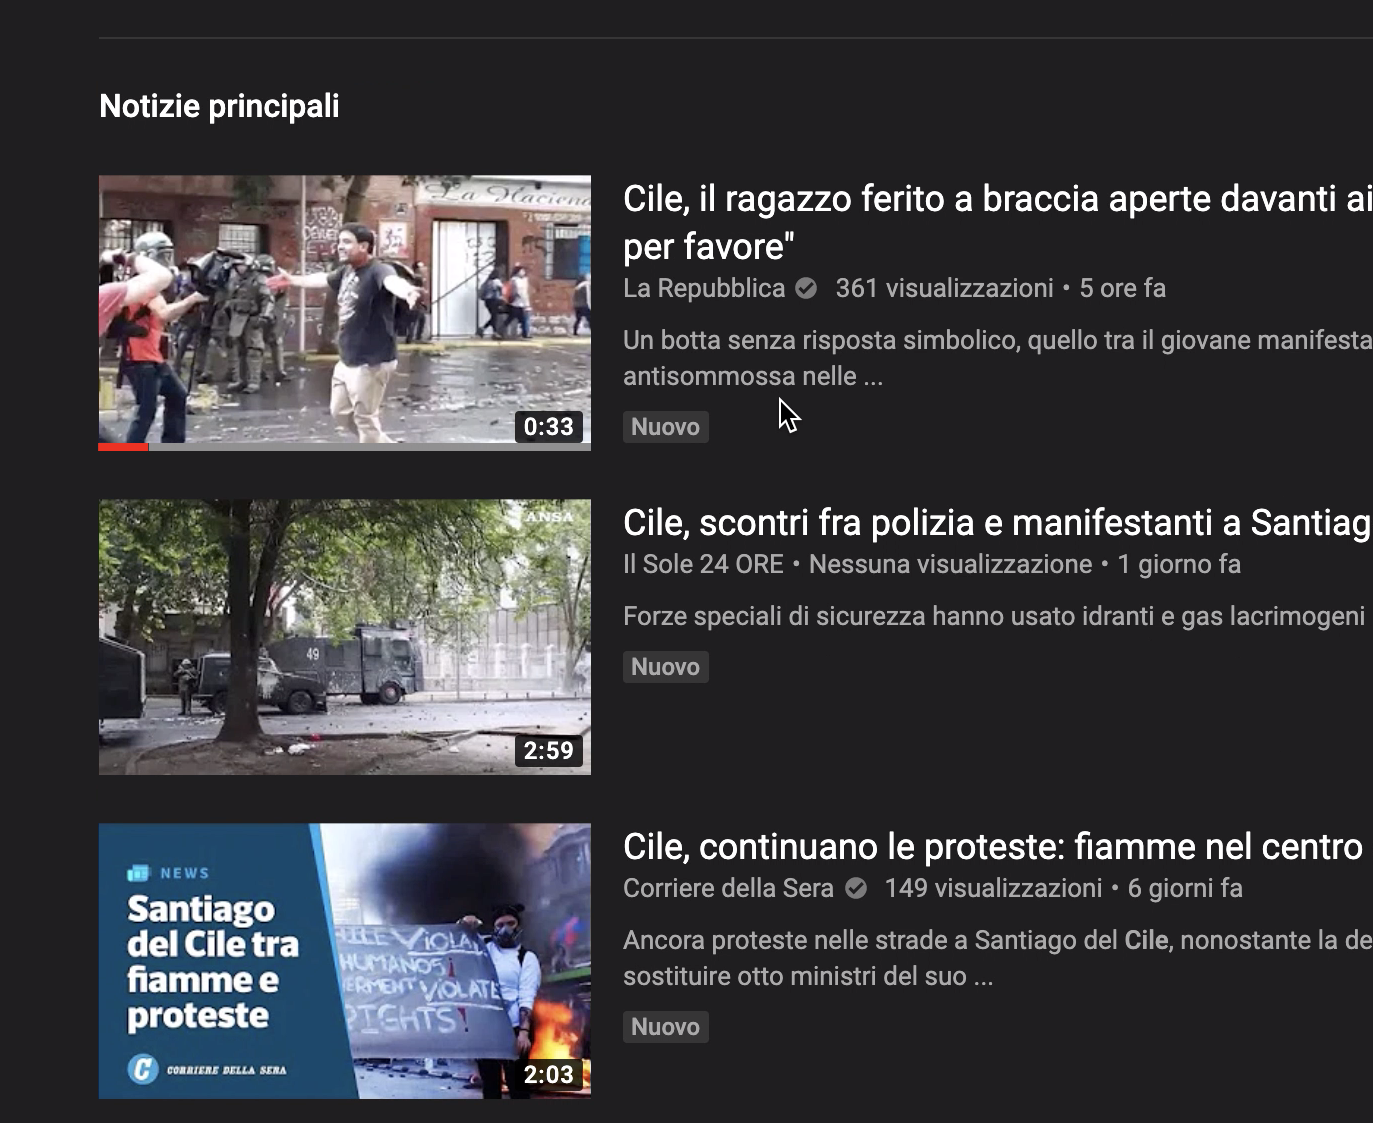 Notizie principali
La Hacienda
0:33
Cile, il ragazzo ferito a braccia aperte davanti ai
per favore"
La Repubblica 361 visualizzazioni • 5 ore fa
Un botta senza risposta simbolico, quello tra il giovane manifesta
antisommossa nelle ...
Nuovo
ANSA
49
2:59
Cile, scontri fra polizia e manifestanti a Santiag
Il Sole 24 ORE • Nessuna visualizzazione • 1 giorno fa
Forze speciali di sicurezza hanno usato idranti e gas lacrimogeni
Nuovo
NEWS
Santiago
del Cile tra
fiamme e
proteste
C CORRIERE DELLA SERA
HUMANOS!
VIOLATE
RIGHTS!
2:03
Cile, continuano le proteste: fiamme nel centro
Corriere della Sera 149 visualizzazioni • 6 giorni fa
Ancora proteste nelle strade a Santiago del Cile, nonostante la de
sostituire otto ministri del suo ...
Nuovo